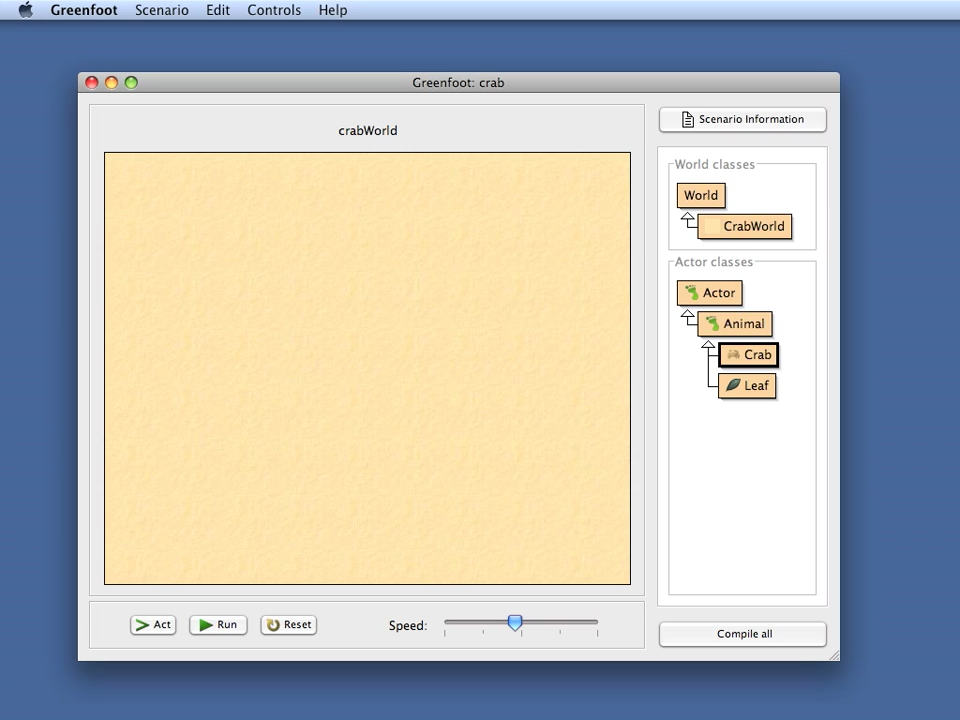 Greenfoot Scenario Edit Controls Help
Greenfoot: crab
crabWorld
Scenario Information
World classes
World
CrabWorld
Actor classes
Actor
Animal
Crab
Leaf
Act Run Reset Speed:
Compile all